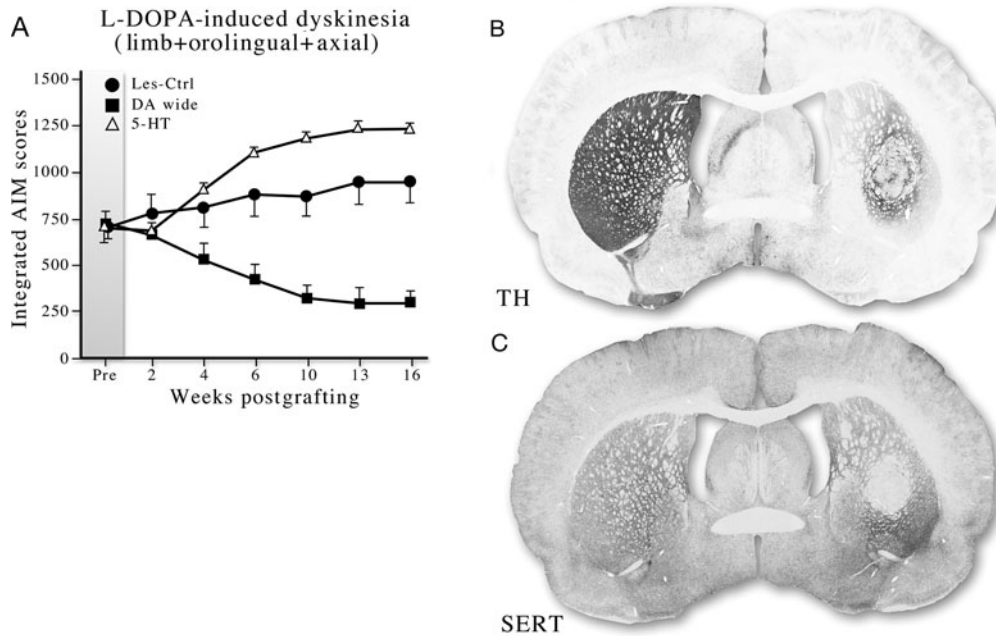 A
L-DOPA-induced dyskinesia
(limb+orolingual+axial)
Integrated AIM scores
1500
1250
1000
750
500
250
0
Les-Ctrl
DA wide
5-HT
Pre 2 4 6 10 13 16
Weeks postgrafting
B
TH
C
SERT